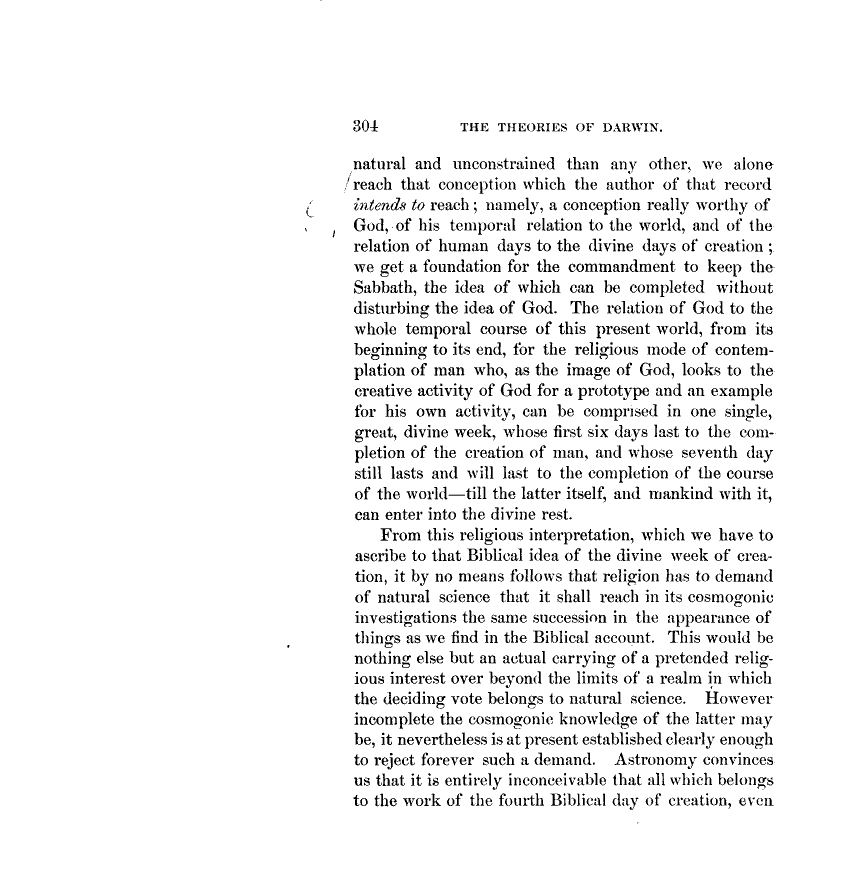 304 THE THEORIES OF DARWIN.
natural and unconstrained than any other, we alone
reach that conception which the author of that record
intends to reach; namely, a conception really worthy of
God, of his temporal relation to the world, and of the
relation of human days to the divine days of creation;
we get a foundation for the commandment to keep the
Sabbath, the idea of which can be completed without
disturbing the idea of God. The relation of God to the
whole temporal course of this present world, from its
beginning to its end, for the religious mode of contem-
plation of man who, as the image of God, looks to the
creative activity of God for a prototype and an example
for his own activity, can be comprised in one single,
great, divine week, whose first six days last to the com-
pletion of the creation of man, and whose seventh day
still lasts and will last to the completion of the course
of the world—till the latter itself, and mankind with it,
can enter into the divine rest.
From this religious interpretation, which we have to
ascribe to that Biblical idea of the divine week of crea-
tion, it by no means follows that religion has to demand
of natural science that it shall reach in its cosmogonic
investigations the same succession in the appearance of
things as we find in the Biblical account. This would be
nothing else but an actual carrying of a pretended relig-
ious interest over beyond the limits of a realm in which
the deciding vote belongs to natural science. However
incomplete the cosmogonic knowledge of the latter may
be, it nevertheless is at present established clearly enough
to reject forever such a demand. Astronomy convinces
us that it is entirely inconceivable that all which belongs
to the work of the fourth Biblical day of creation, even